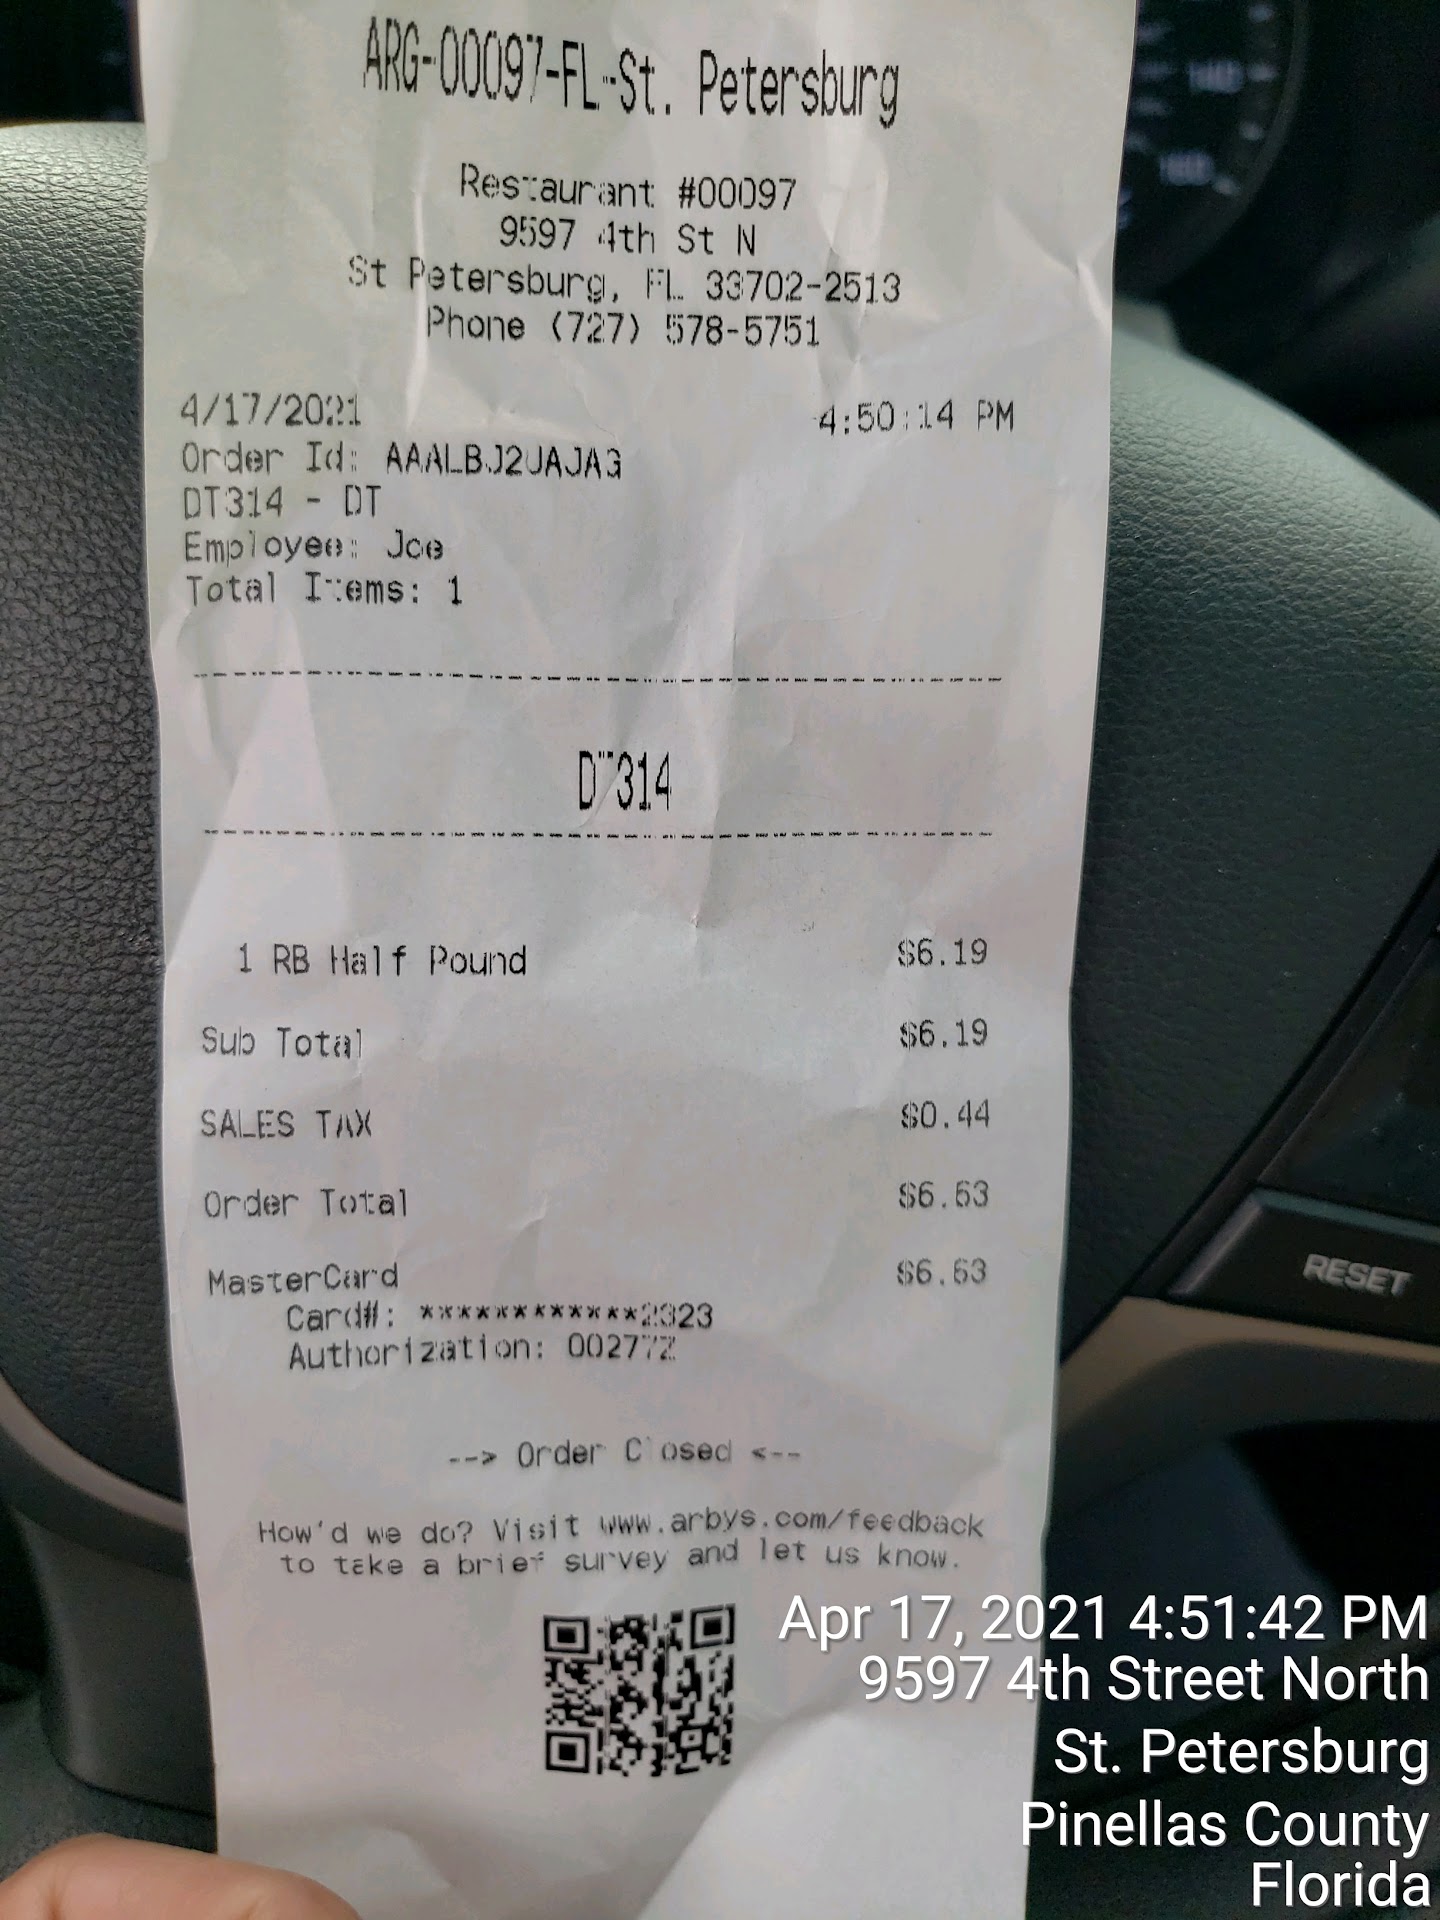 ARG-00097-FL-St. Petersburg
Restaurant #00097
9597 4th St N
St Petersburg, FL 33702-2513
Phone (727) 578-5751
4/17/2021 4:50:14 PM
Order Id:
DT314 - DT
Employee: Joe
Total Items: 1
DT314
1 RB Half Pound $6.19
Sub Total $6.19
SALES TAX $0.44
Order Total $6.63
MasterCard $6.63
Card#: ************2323
Authorization: 00277Z
--> Order Closed <--
How'd we do? Visit www.arbys.com/feedback
to take a brief survey and let us know.
RESET
Apr 17, 2021 4:51:42 PM
9597 4th Street North
St. Petersburg
Pinellas County
Florida
140
160